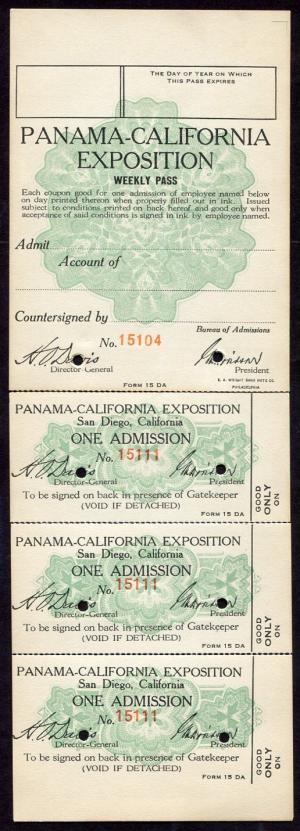 THE DAY OF YEAR ON WHICH
THIS PASS EXPIRES
PANAMA-CALIFORNIA
EXPOSITION
WEEKLY PASS
Each coupon good for one admission of employee named below
on day printed thereon when properly filled out in ink. Issued
subject to conditions printed on back hereof and good only when
acceptance of said conditions is signed in ink by employee named.
Admit
Account of
Countersigned by
Bureau of Admissions
No. 15104
Director-General
President
FORM 15 DA
E. A. WRIGHT BANK NOTE CO.
PHILADELPHIA
PANAMA-CALIFORNIA EXPOSITION
San Diego, California
ONE ADMISSION
No. 15111
Director-General
President
To be signed on back in presence of Gatekeeper
(VOID IF DETACHED)
FORM 15 DA
GOOD
ONLY
ON
PANAMA-CALIFORNIA EXPOSITION
San Diego, California
ONE ADMISSION
No. 15111
Director-General
President
To be signed on back in presence of Gatekeeper
(VOID IF DETACHED)
FORM 15 DA
GOOD
ONLY
ON
PANAMA-CALIFORNIA EXPOSITION
San Diego, California
ONE ADMISSION
No. 15111
Director-General
President
To be signed on back in presence of Gatekeeper
(VOID IF DETACHED)
FORM 15 DA
GOOD
ONLY
ON